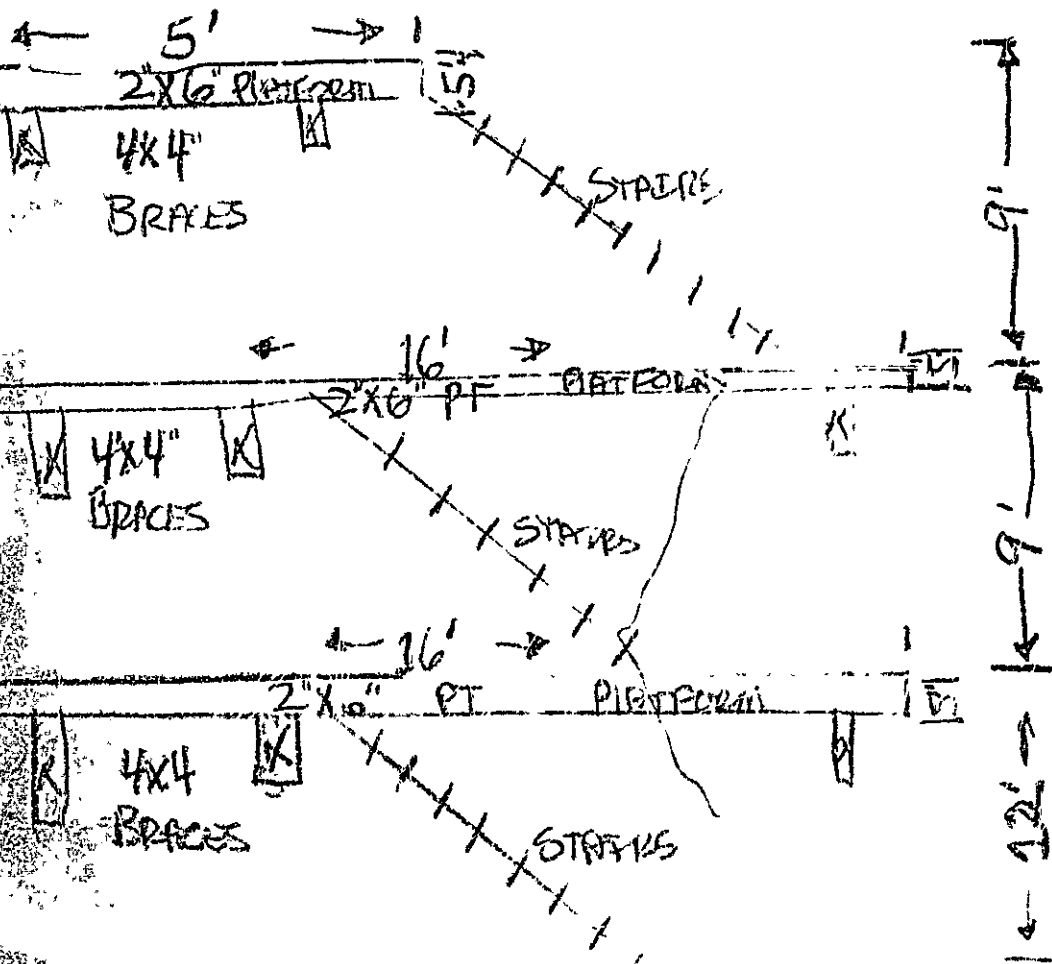 5'
2"X6" PLATFORM
5"
4X4"
BRACES
STAIRS
9'
16'
2"X6" PT PLATFORM
4X4"
BRACES
STAIRS
9'
16'
2"X6" PT PLATFORM
4X4
BRACES
STAIRS
12'